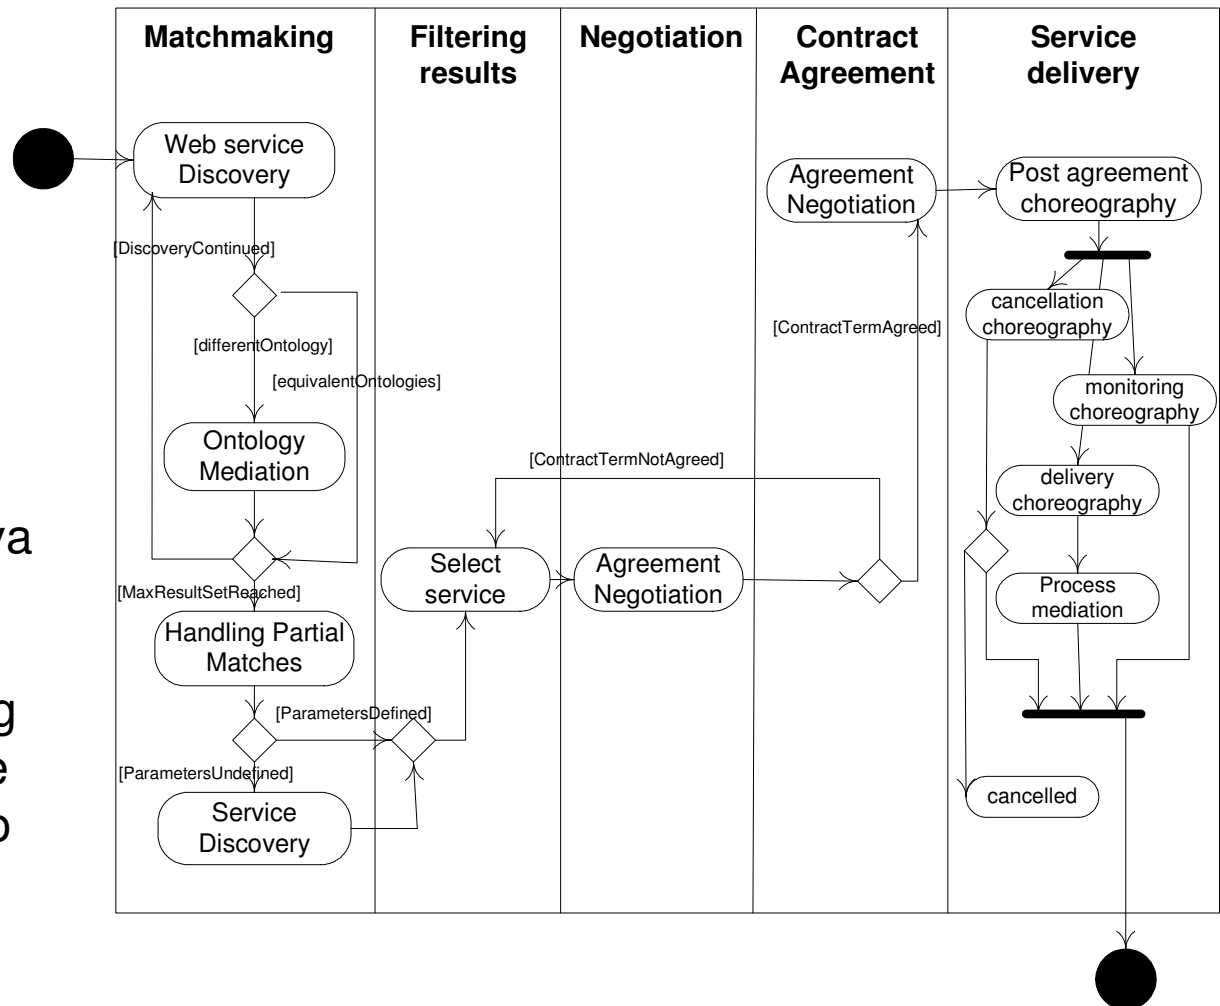 Matchmaking
Filtering
results
Negotiation
Contract
Agreement
Service
delivery
Web service
Discovery
[DiscoveryContinued]
[differentOntology]
[equivalentOntologies]
Ontology
Mediation
[MaxResultSetReached]
Handling Partial
Matches
[ParametersDefined]
[ParametersUndefined]
Service
Discovery
Select
service
[ContractTermNotAgreed]
Agreement
Negotiation
[ContractTermAgreed]
Agreement
Negotiation
Post agreement
choreography
cancellation
choreography
monitoring
choreography
delivery
choreography
Process
mediation
cancelled
va
g
e